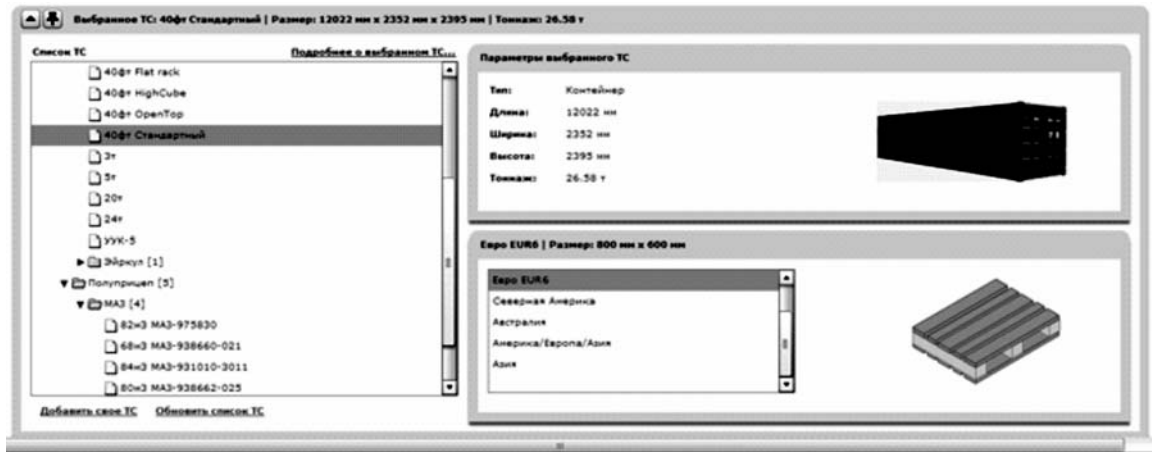 Выбранное ТС: 40фт Стандартный | Размер: 12022 мм x 2352 мм x 2395 мм | Тоннаж: 26.58 т
Список ТС
Подробнее о выбранном ТС...
40фт Flat rack
40фт HighCube
40фт OpenTop
40фт Стандартный
3т
5т
20т
24т
УУК-5
Эйркул [1]
Полуприцеп [5]
МАЗ [4]
82м3 МАЗ-975830
68м3 МАЗ-938660-021
84м3 МАЗ-931010-3011
80м3 МАЗ-938662-025
Добавить свое ТС
Обновить список ТС
Параметры выбранного ТС
Тип: Контейнер
Длина: 12022 мм
Ширина: 2352 мм
Высота: 2395 мм
Тоннаж: 26.58 т
Евро EUR6 | Размер: 800 мм x 600 мм
Евро EUR6
Северная Америка
Австралия
Америка/Европа/Азия
Азия